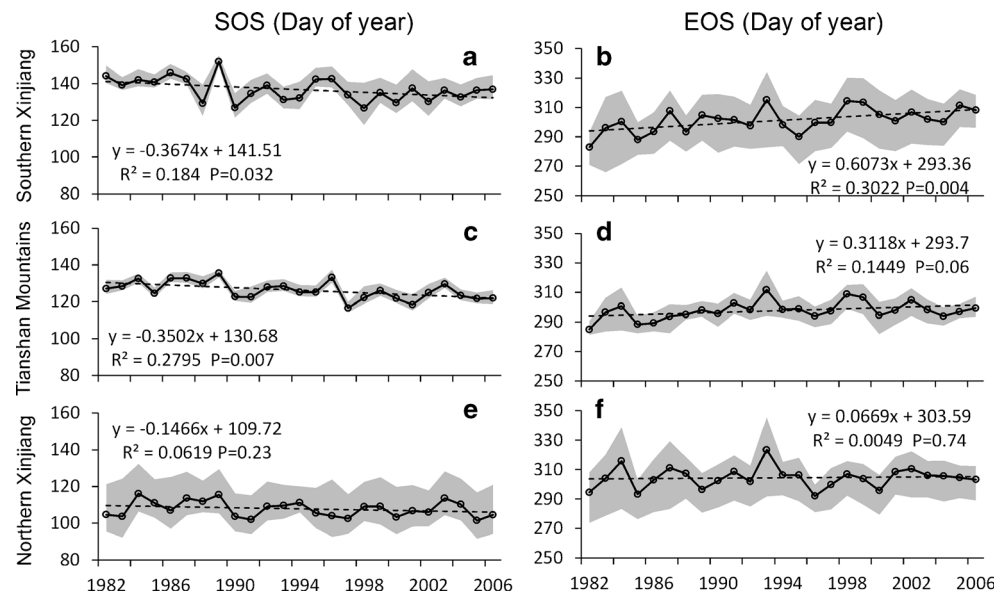 SOS (Day of year)
EOS (Day of year)
Southern Xinjiang
160
140
120
100
80
a
y = -0.3674x + 141.51
R² = 0.184 P=0.032
350
330
310
290
270
250
b
y = 0.6073x + 293.36
R² = 0.3022 P=0.004
Tianshan Mountains
160
140
120
100
80
c
y = -0.3502x + 130.68
R² = 0.2795 P=0.007
350
330
310
290
270
250
d
y = 0.3118x + 293.7
R² = 0.1449 P=0.06
Northern Xinjiang
160
140
120
100
80
e
y = -0.1466x + 109.72
R² = 0.0619 P=0.23
1982 1986 1990 1994 1998 2002 2006
350
330
310
290
270
250
f
y = 0.0669x + 303.59
R² = 0.0049 P=0.74
1982 1986 1990 1994 1998 2002 2006